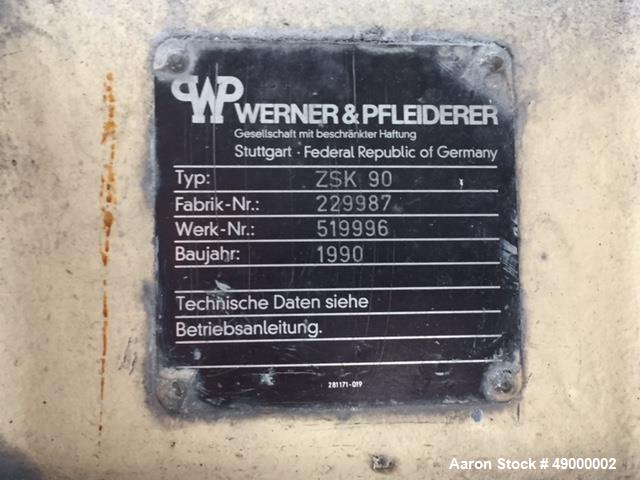 WP WERNER & PFLEIDERER
Gesellschaft mit beschränkter Haftung
Stuttgart · Federal Republic of Germany
Typ: ZSK 90
Fabrik-Nr.: 229987
Werk-Nr.: 519996
Baujahr: 1990
Technische Daten siehe
Betriebsanleitung.
281171-019
Aaron Stock # 49000002